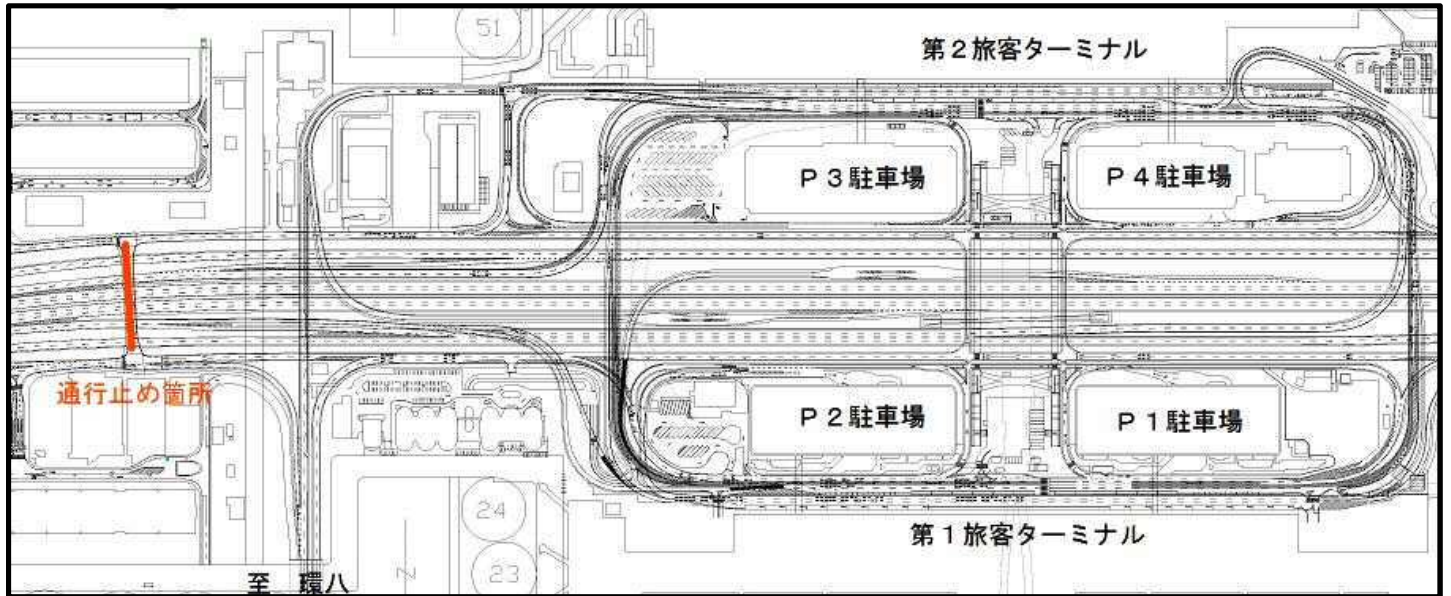 51
第２旅客ターミナル
Ｐ３駐車場
Ｐ４駐車場
通行止め箇所
Ｐ２駐車場
Ｐ１駐車場
24
第１旅客ターミナル
N
23
至　環八